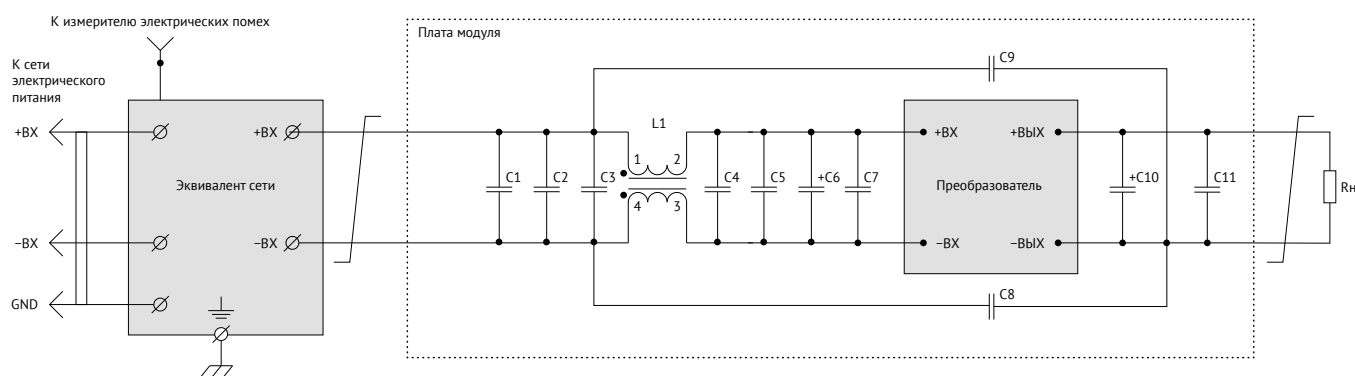 К измерителю электрических помех
К сети
электрического
питания
+ВХ
−ВХ
GND
Эквивалент сети
+ВХ
−ВХ
Плата модуля
C1
C2
C3
L1
1
2
4
3
C4
C5
+C6
C7
C9
C8
+ВХ
−ВХ
Преобразователь
+ВЫХ
−ВЫХ
+C10
C11
Rн